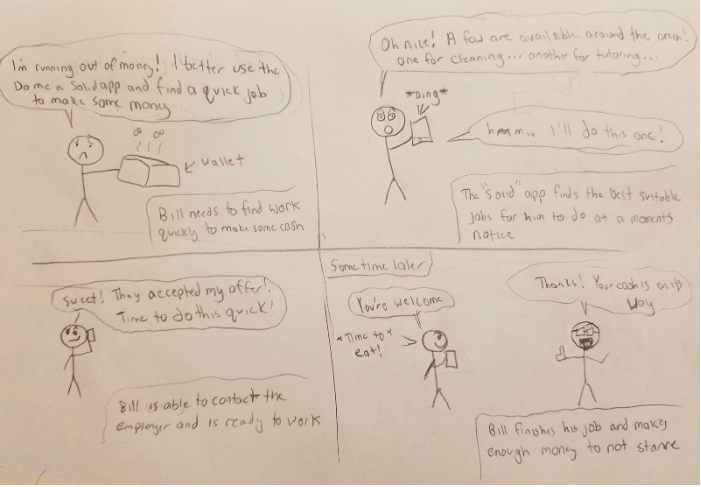 I'm running out of money! I better use the
Do me a Solid app and find a quick job
to make some money
wallet
Bill needs to find work
quickly to make some cash
Oh nice! A few are available around the area!
one for cleaning... another for tutoring...
*Ding*
hmmm... I'll do this one!
The "solid" app finds the best suitable
jobs for him to do at a moments
notice
Sweet! They accepted my offer!
Time to do this quick!
Bill is able to contact the
employer and is ready to work
Sometime later
You're welcome
*Time to*
eat!
Thanks! Your cash is on its
way
Bill finishes his job and makes
enough money to not starve